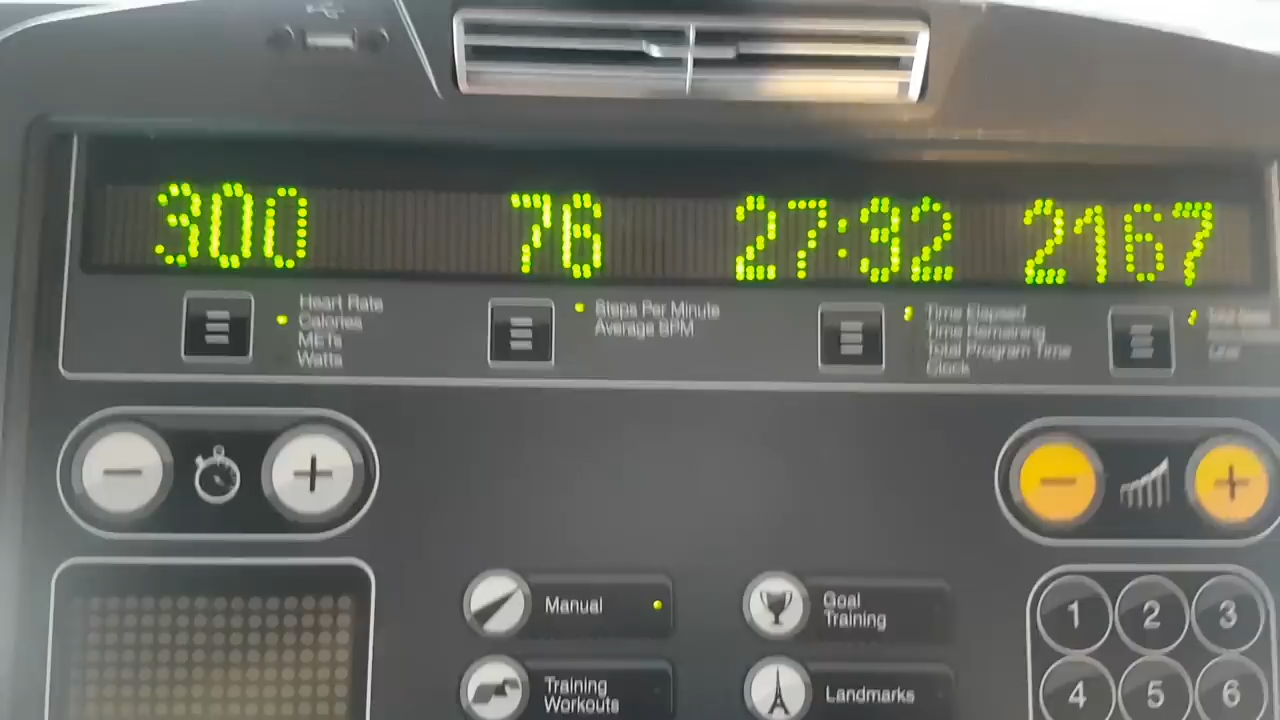 300 76 27:32 2167
Heart Rate
Calories
METs
Watts
Steps Per Minute
Average SPM
Time Elapsed
Time Remaining
Total Program Time
Clock
Manual
Goal
Training
Training
Workouts
Landmarks
1 2 3
4 5 6